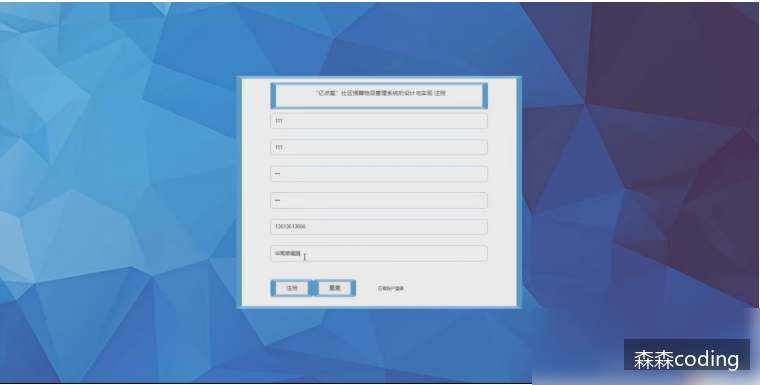 “亿点爱”社区捐赠物品管理系统的设计与实现 注册
111
111
•••
•••
13613613666
注册
重置
已有账户登录
森森coding